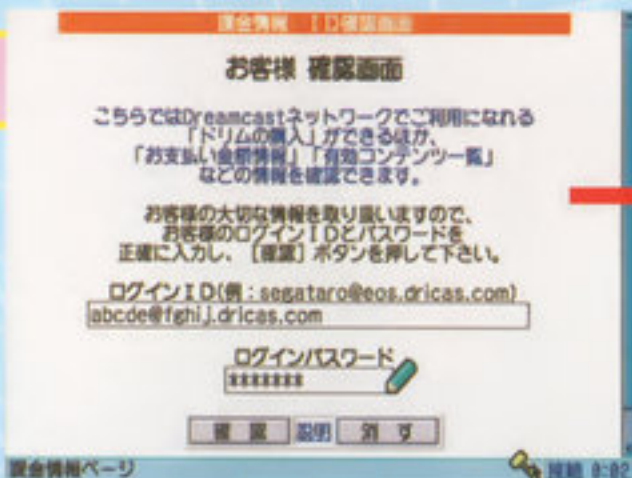 課金情報 ID確認画面
お客様 確認画面
こちらではDreamcastネットワークでご利用になれる
「ドリムの購入」ができるほか、
「お支払い金額情報」「有効コンテンツ一覧」
などの情報を確認できます。
お客様の大切な情報を取り扱いますので、
お客様のログインIDとパスワードを
正確に入力し、[確認]ボタンを押して下さい。
ログインID(例：segataro@eos.dricas.com)
abcde@fghij.dricas.com
ログインパスワード
*******
確 認 説明 消 す
課金情報ページ 接続 0:02